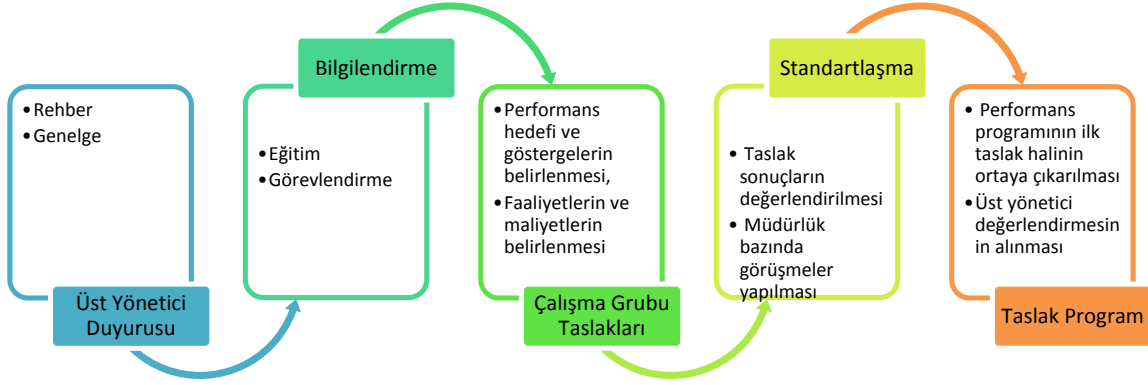 • Rehber
• Genelge
Üst Yönetici
Duyurusu
Bilgilendirme
• Eğitim
• Görevlendirme
• Performans
hedefi ve
göstergelerin
belirlenmesi,
• Faaliyetlerin ve
maliyetlerin
belirlenmesi
Çalışma Grubu
Taslakları
Standartlaşma
• Taslak
sonuçların
değerlendirilmesi
• Müdürlük
bazında
görüşmeler
yapılması
• Performans
programının ilk
taslak halinin
ortaya çıkarılması
• Üst yönetici
değerlendirmesin
in alınması
Taslak Program